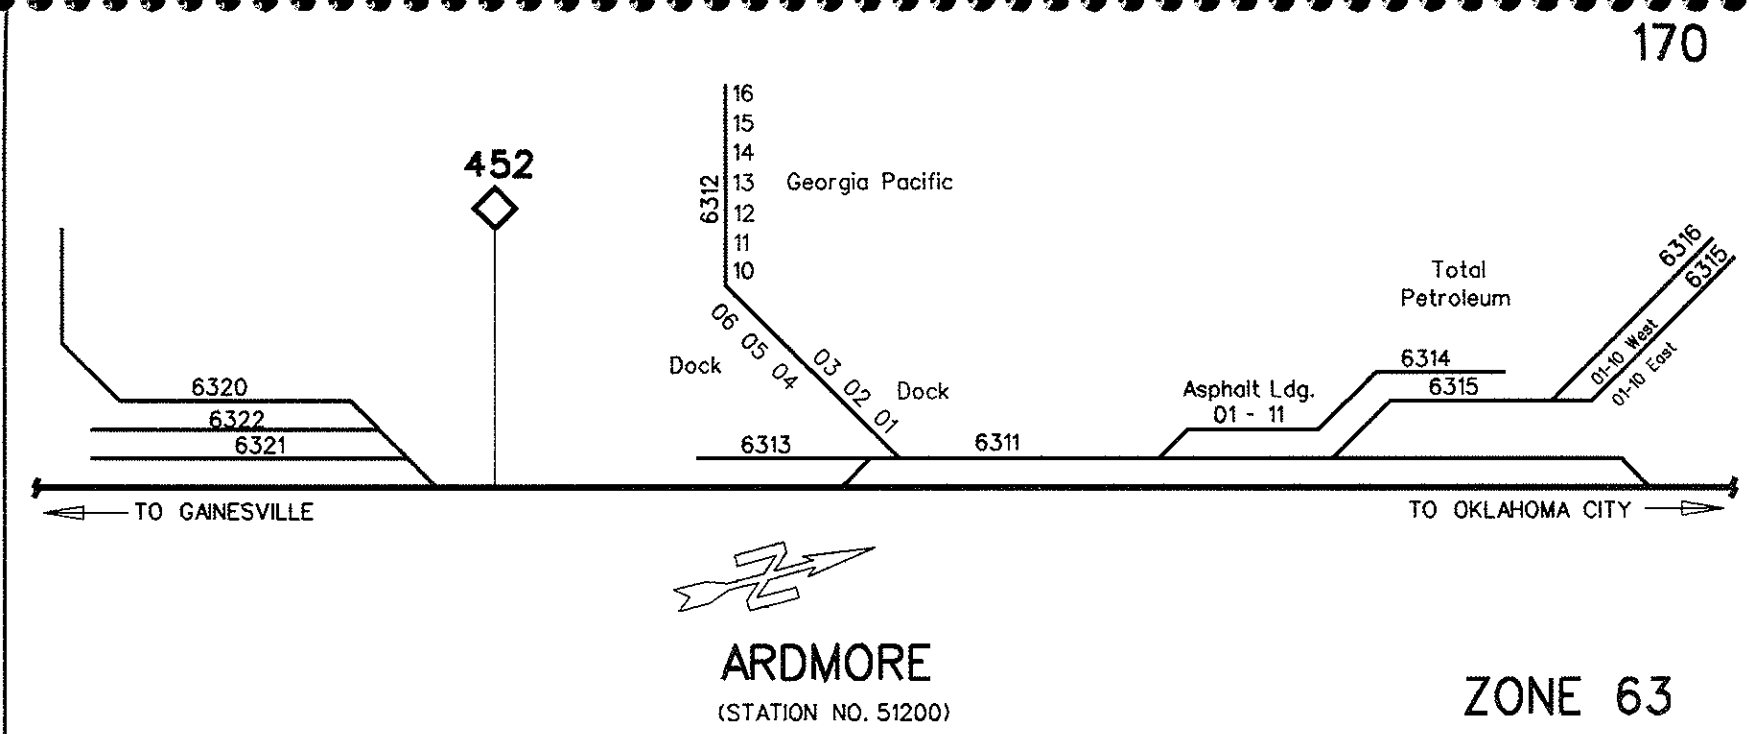 170
452
16
15
14
13
12
11
10
6312
Georgia Pacific
06 05 04
03 02 01
Dock
Dock
6316
6315
Total
Petroleum
01-10 West
01-10 East
6314
6315
Asphalt Ldg.
01 - 11
6320
6322
6321
6313
6311
TO GAINESVILLE
TO OKLAHOMA CITY
ARDMORE
(STATION NO. 51200)
ZONE 63